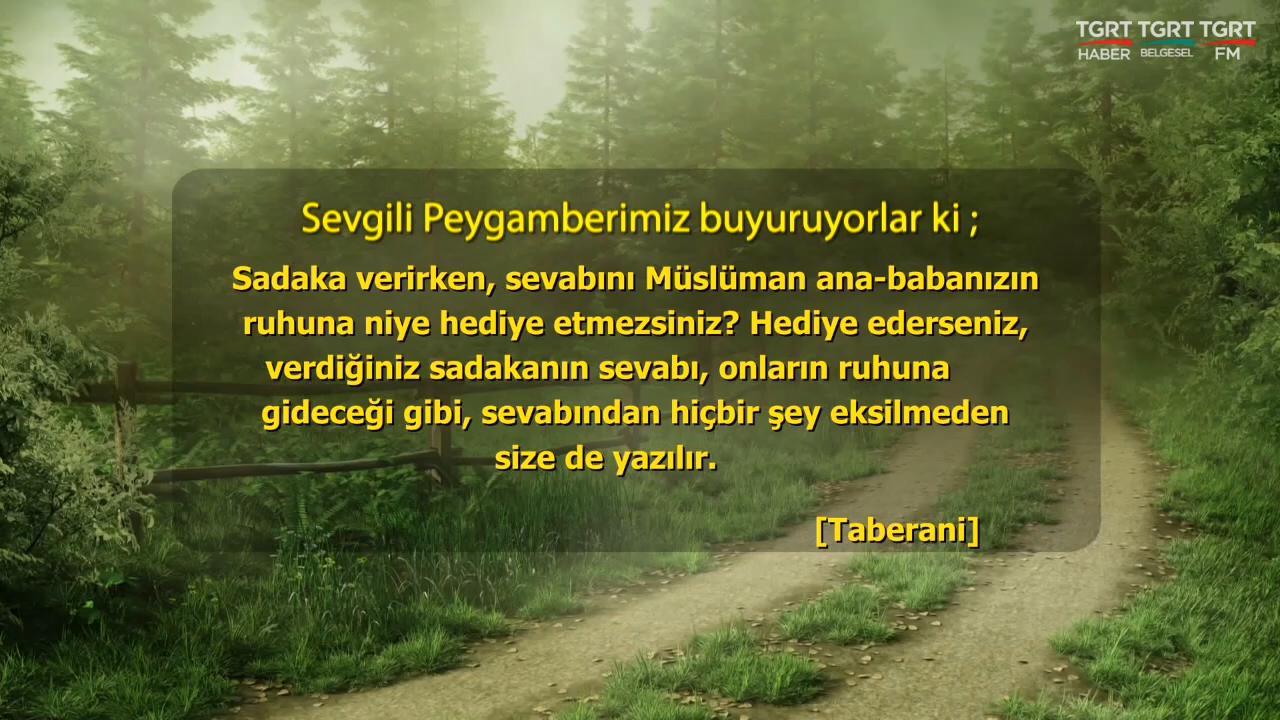 TGRT TGRT TGRT
HABER BELGESEL FM
Sevgili Peygamberimiz buyuruyorlar ki ;
Sadaka verirken, sevabını Müslüman ana-babanızın
ruhuna niye hediye etmezsiniz? Hediye ederseniz,
verdiğiniz sadakanın sevabı, onların ruhuna
gideceği gibi, sevabından hiçbir şey eksilmeden
size de yazılır.
[Taberani]